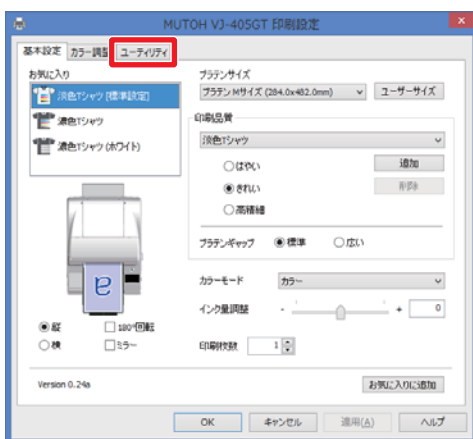 MUTOH VJ-405GT 印刷設定
基本設定 カラー調整 ユーティリティ
お気に入り
淡色Tシャツ [標準設定]
濃色Tシャツ
濃色Tシャツ (ホワイト)
a
縦
180°回転
横
ミラー
プラテンサイズ
プラテン Mサイズ (284.0x482.0mm)
ユーザーサイズ
印刷品質
淡色Tシャツ
はやい
追加
きれい
削除
高精細
プラテンギャップ 標準 広い
カラーモード カラー
インク量調整 - + 0
印刷枚数 1
Version 0.24a
お気に入りに追加
OK キャンセル 適用(A) ヘルプ